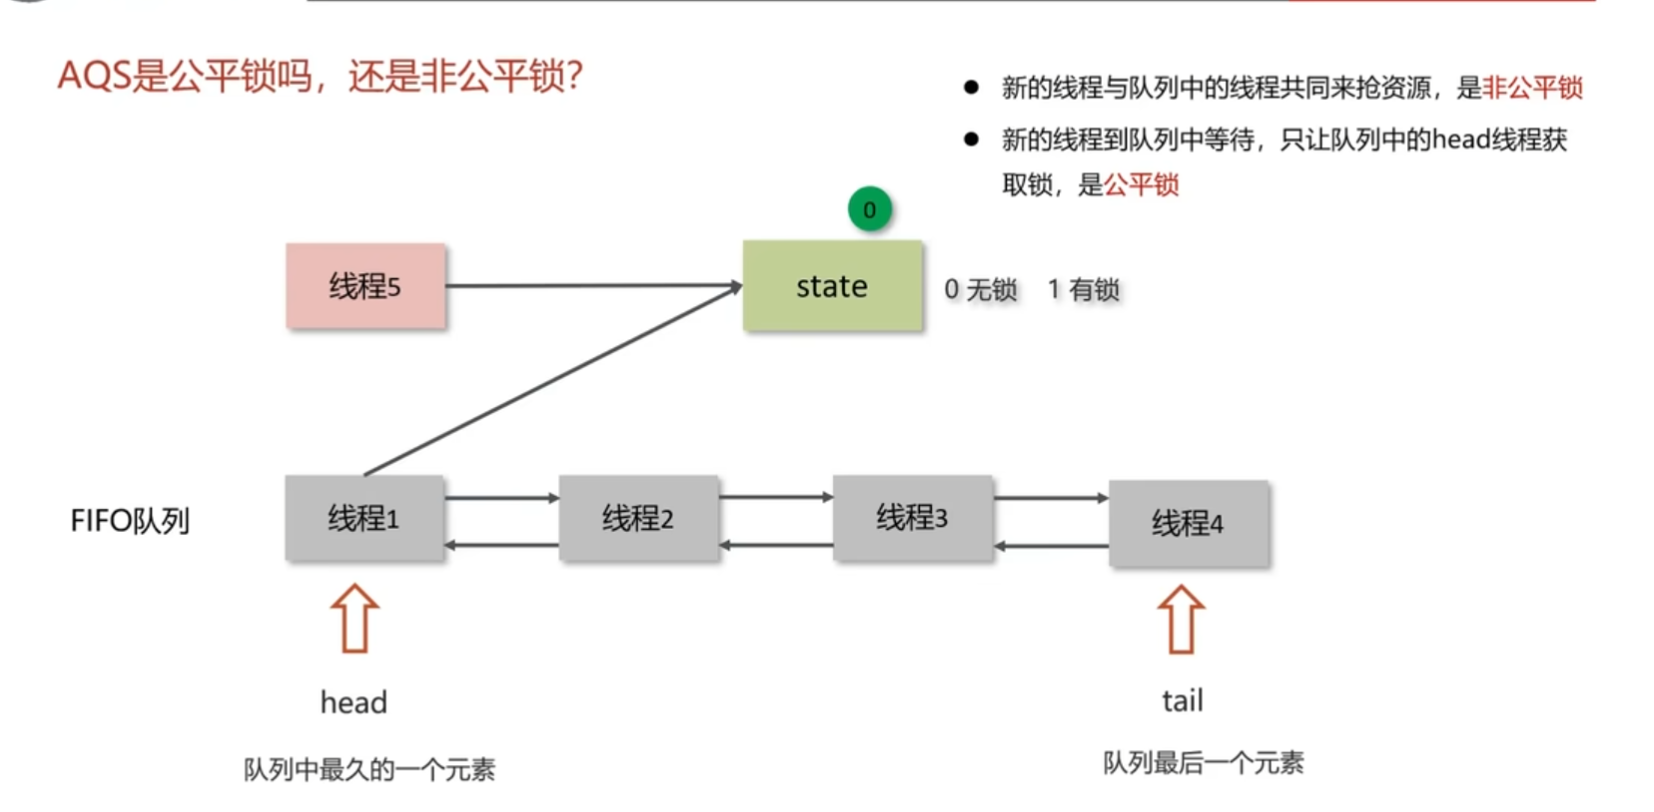 AQS是公平锁吗，还是非公平锁？
● 新的线程与队列中的线程共同来抢资源，是非公平锁
● 新的线程到队列中等待，只让队列中的head线程获
取锁，是公平锁
0
线程5
state
0 无锁 1 有锁
FIFO队列
线程1
线程2
线程3
线程4
head
tail
队列中最久的一个元素
队列最后一个元素